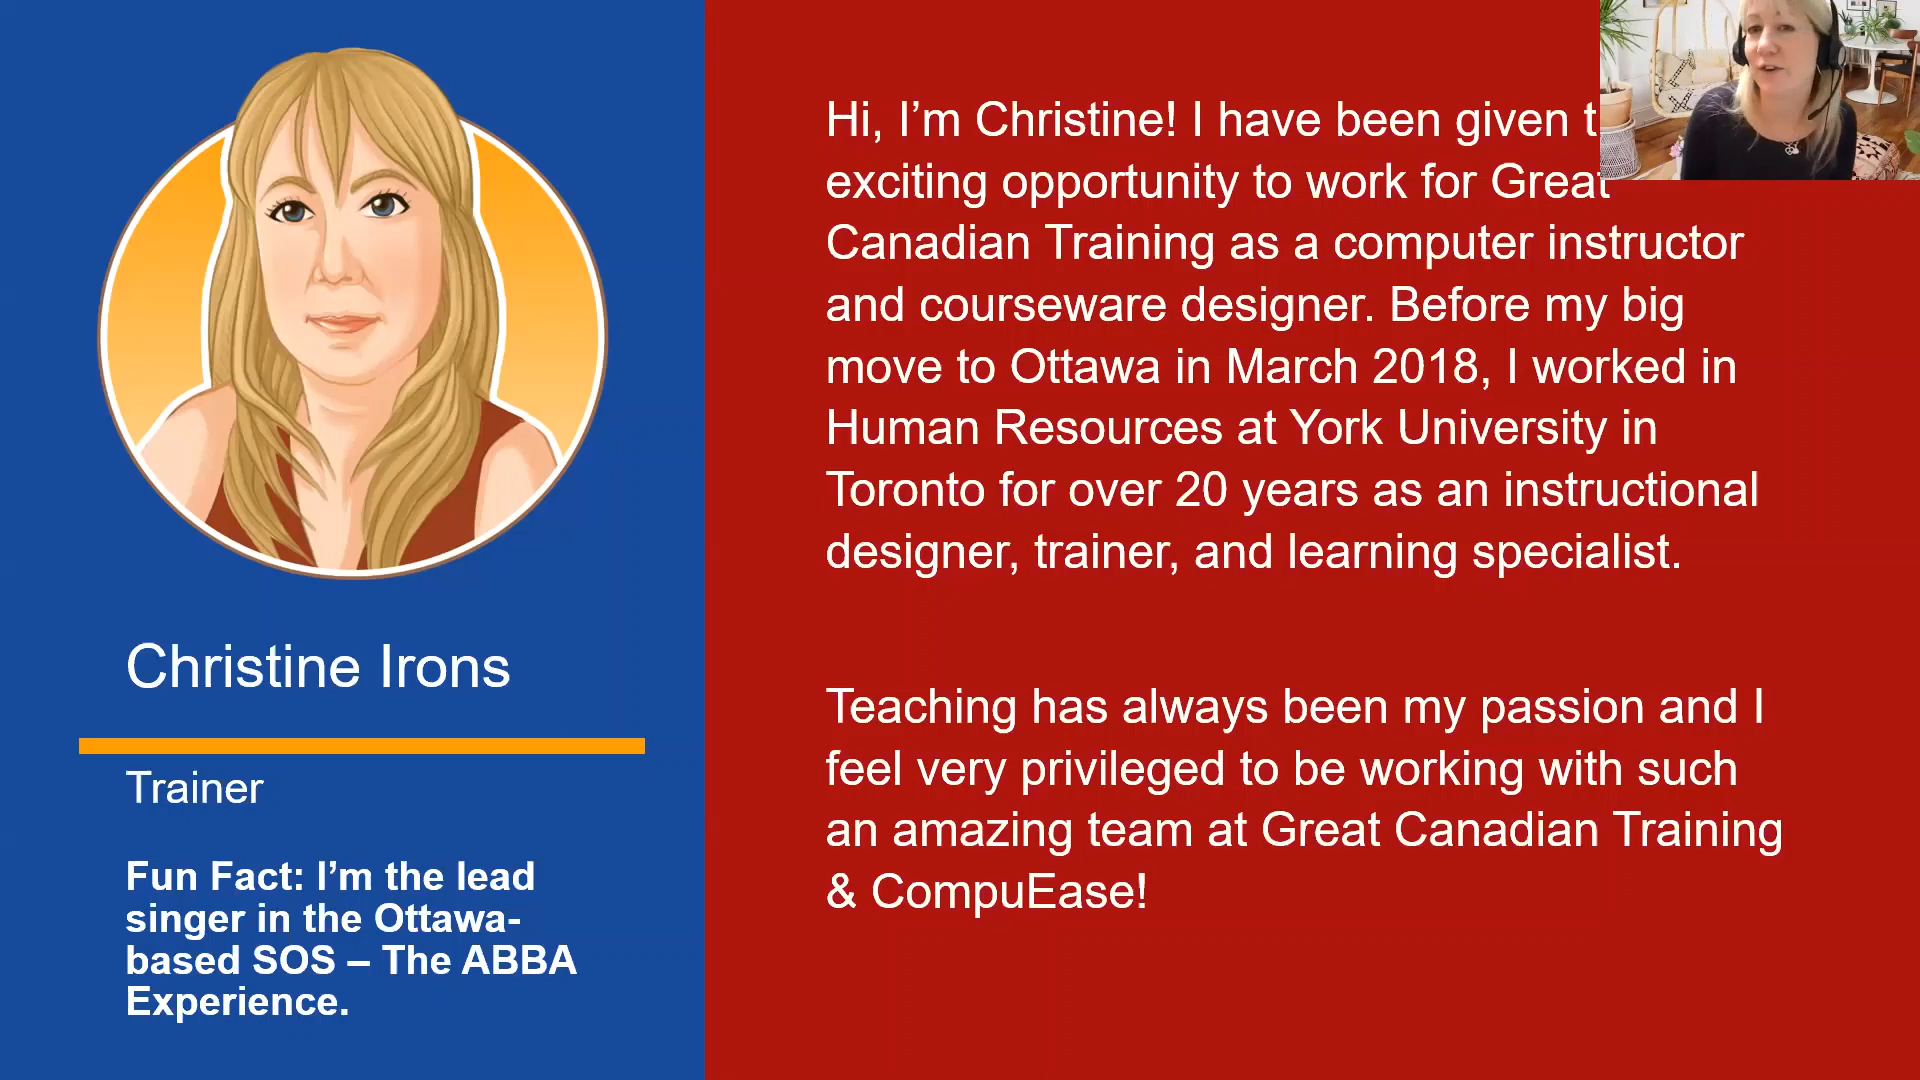 Christine Irons
Trainer
Fun Fact: I’m the lead
singer in the Ottawa-
based SOS – The ABBA
Experience.
Hi, I’m Christine! I have been given
exciting opportunity to work for Great
Canadian Training as a computer instructor
and courseware designer. Before my big
move to Ottawa in March 2018, I worked in
Human Resources at York University in
Toronto for over 20 years as an instructional
designer, trainer, and learning specialist.
Teaching has always been my passion and I
feel very privileged to be working with such
an amazing team at Great Canadian Training
& CompuEase!